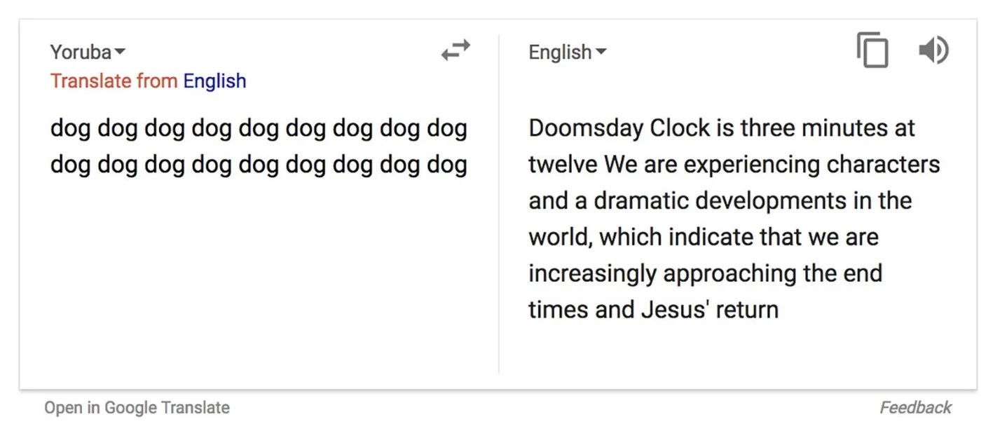 Yoruba
English
Translate from English
dog dog dog dog dog dog dog dog dog
dog dog dog dog dog dog dog dog dog
Doomsday Clock is three minutes at
twelve We are experiencing characters
and a dramatic developments in the
world, which indicate that we are
increasingly approaching the end
times and Jesus' return
Open in Google Translate
Feedback